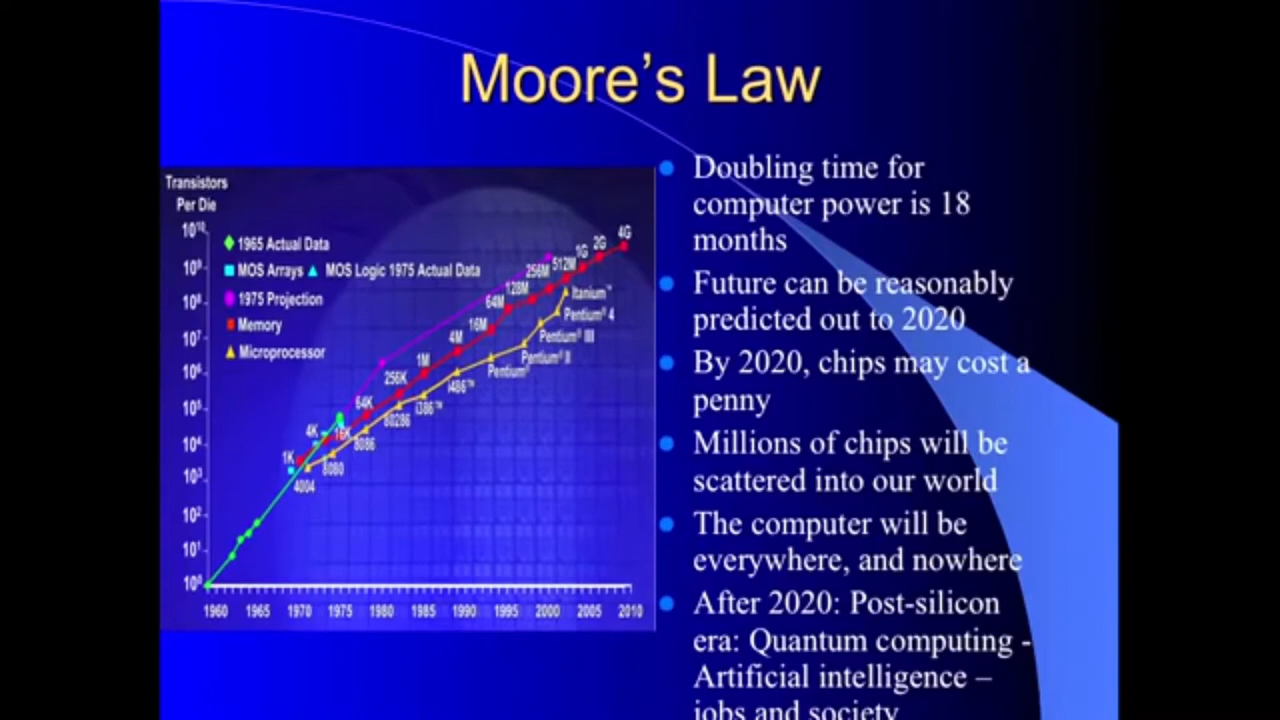 Moore's Law
Transistors
Per Die
10¹⁰
10⁹
10⁸
10⁷
10⁶
10⁵
10⁴
10³
10²
10¹
10⁰
1965 Actual Data
MOS Arrays MOS Logic 1975 Actual Data
1975 Projection
Memory
Microprocessor
1K
4K
16K
64K
256K
1M
4M
16M
64M
128M
256M
512M
1G
2G
4G
4004
8080
8086
80286
i386™
i486™
Pentium®
Pentium® II
Pentium® III
Pentium® 4
Itanium™
1960 1965 1970 1975 1980 1985 1990 1995 2000 2005 2010
Doubling time for
computer power is 18
months
Future can be reasonably
predicted out to 2020
By 2020, chips may cost a
penny
Millions of chips will be
scattered into our world
The computer will be
everywhere, and nowhere
After 2020: Post-silicon
era: Quantum computing -
Artificial intelligence –
jobs and society